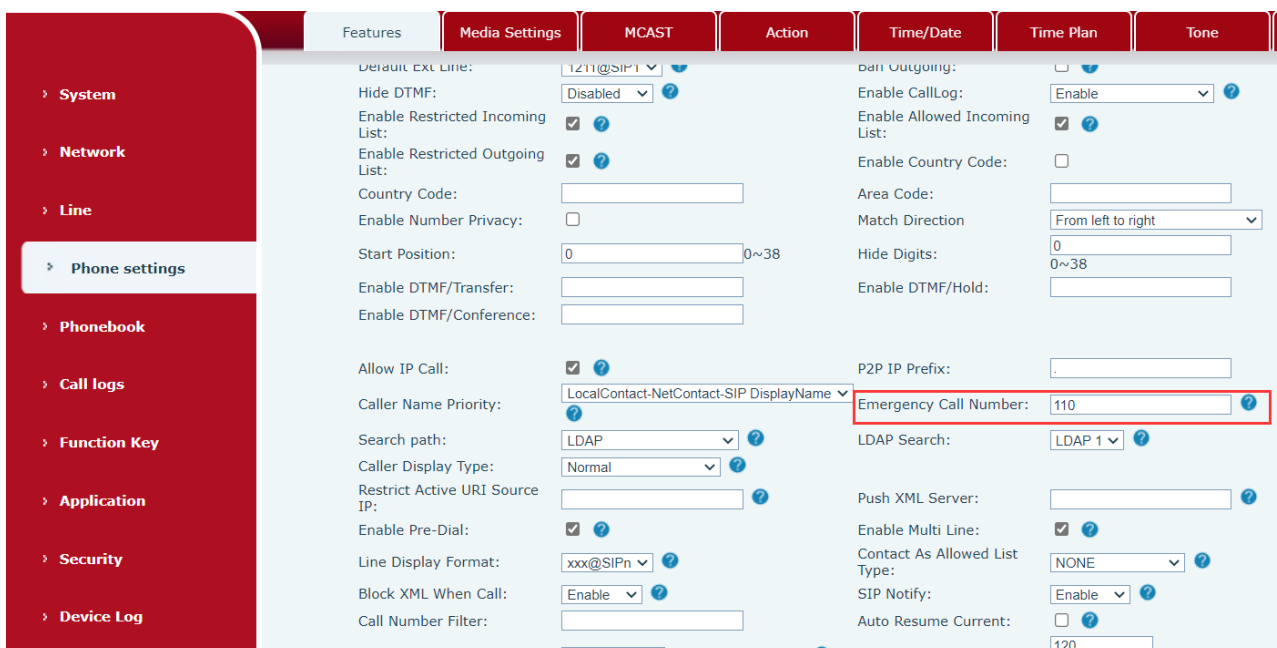 Features
Media Settings
MCAST
Action
Time/Date
Time Plan
Tone
System
Network
Line
Phone settings
Phonebook
Call logs
Function Key
Application
Security
Device Log
Default Ext Line: 1211@SIP1
Ban Outgoing:
Hide DTMF: Disabled
Enable CallLog: Enable
Enable Restricted Incoming
List:
Enable Allowed Incoming
List:
Enable Restricted Outgoing
List:
Enable Country Code:
Country Code:
Area Code:
Enable Number Privacy:
Match Direction From left to right
Start Position: 0 0~38
Hide Digits: 0
0~38
Enable DTMF/Transfer:
Enable DTMF/Hold:
Enable DTMF/Conference:
Allow IP Call:
P2P IP Prefix: .
Caller Name Priority: LocalContact-NetContact-SIP DisplayName
Emergency Call Number: 110
Search path: LDAP
LDAP Search: LDAP 1
Caller Display Type: Normal
Restrict Active URI Source
IP:
Push XML Server:
Enable Pre-Dial:
Enable Multi Line:
Line Display Format: xxx@SIPn
Contact As Allowed List
Type: NONE
Block XML When Call: Enable
SIP Notify: Enable
Call Number Filter:
Auto Resume Current:
120